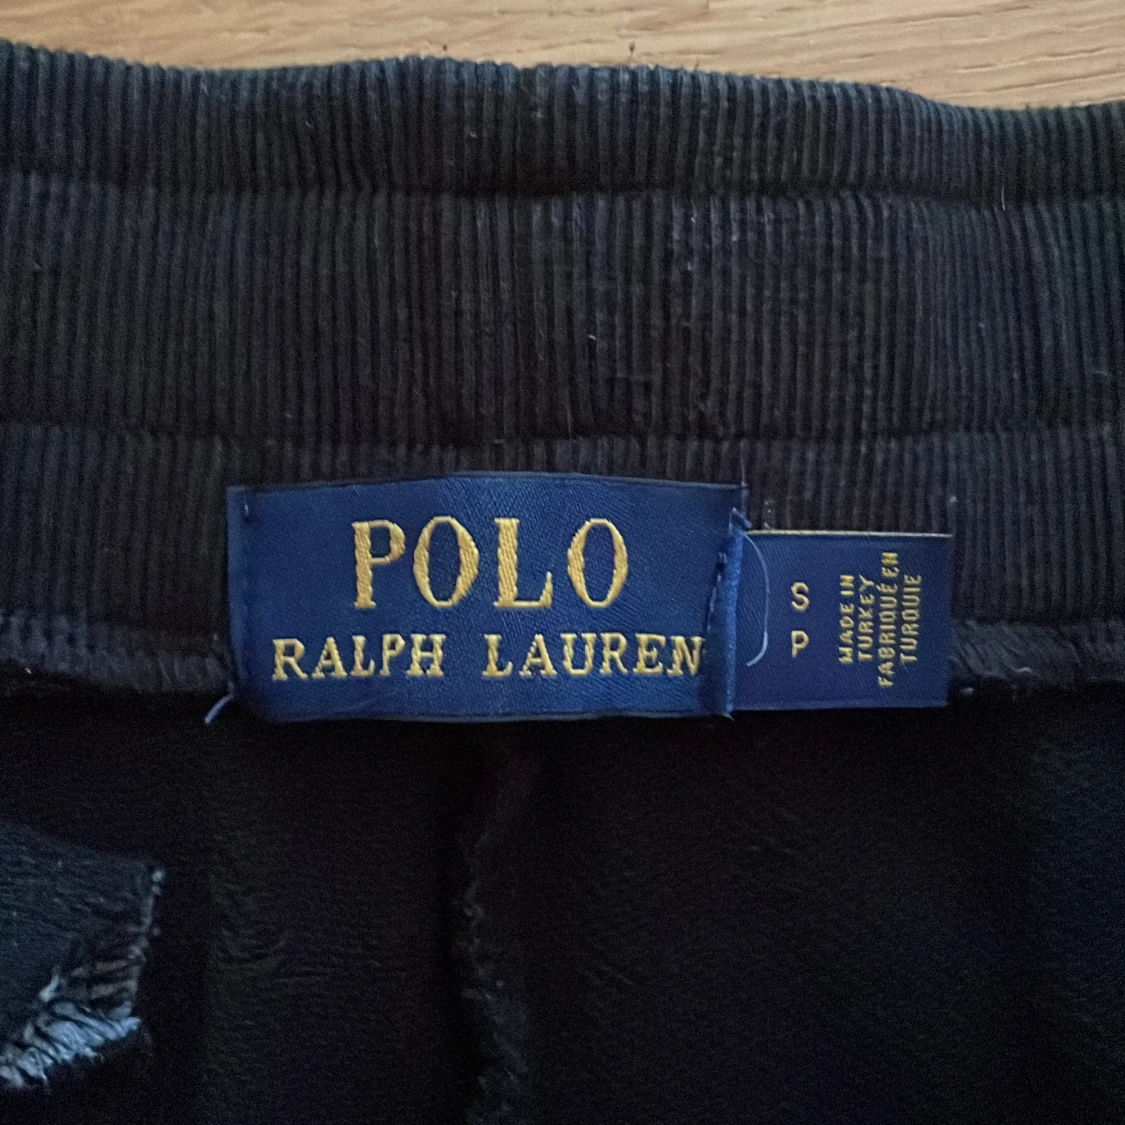 POLO
RALPH LAUREN
S
P
MADE IN
TURKEY
FABRIQUÉ EN
TURQUIE